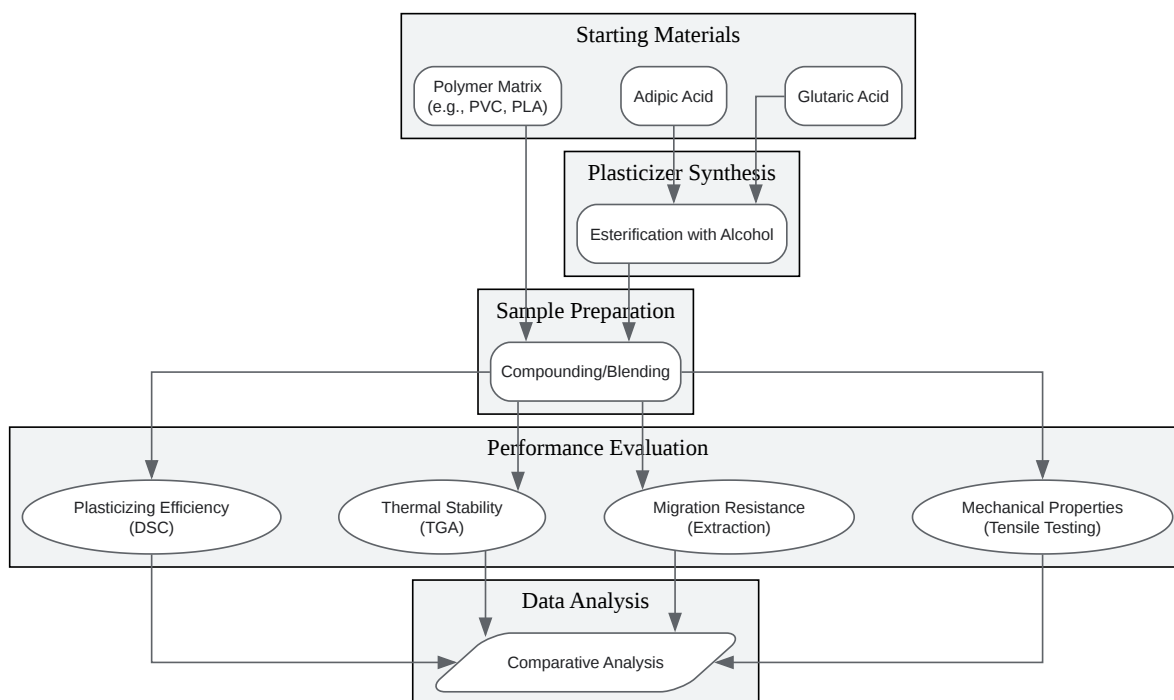 Starting Materials
Polymer Matrix
(e.g., PVC, PLA)
Adipic Acid
Glutaric Acid
Plasticizer Synthesis
Esterification with Alcohol
Sample Preparation
Compounding/Blending
Performance Evaluation
Plasticizing Efficiency
(DSC)
Thermal Stability
(TGA)
Migration Resistance
(Extraction)
Mechanical Properties
(Tensile Testing)
Data Analysis
Comparative Analysis